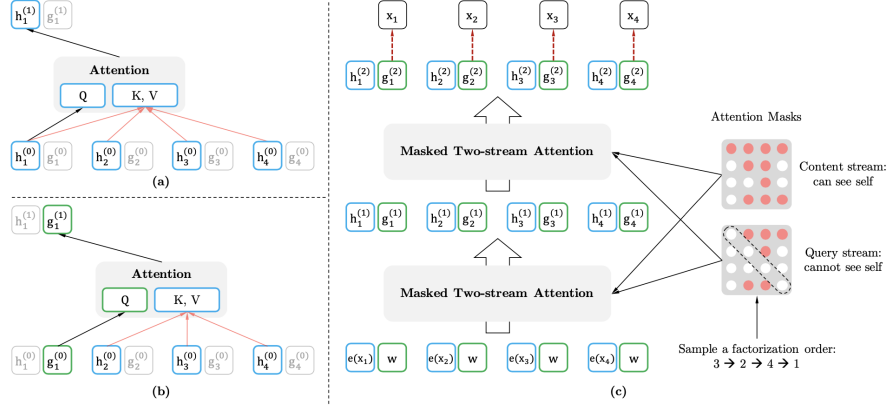 h₁⁽¹⁾ g₁⁽¹⁾
Attention
Q K, V
h₁⁽⁰⁾ g₁⁽⁰⁾ h₂⁽⁰⁾ g₂⁽⁰⁾ h₃⁽⁰⁾ g₃⁽⁰⁾ h₄⁽⁰⁾ g₄⁽⁰⁾
(a)
h₁⁽¹⁾ g₁⁽¹⁾
Attention
Q K, V
h₁⁽⁰⁾ g₁⁽⁰⁾ h₂⁽⁰⁾ g₂⁽⁰⁾ h₃⁽⁰⁾ g₃⁽⁰⁾ h₄⁽⁰⁾ g₄⁽⁰⁾
(b)
x₁ x₂ x₃ x₄
h₁⁽²⁾ g₁⁽²⁾ h₂⁽²⁾ g₂⁽²⁾ h₃⁽²⁾ g₃⁽²⁾ h₄⁽²⁾ g₄⁽²⁾
Masked Two-stream Attention
h₁⁽¹⁾ g₁⁽¹⁾ h₂⁽¹⁾ g₂⁽¹⁾ h₃⁽¹⁾ g₃⁽¹⁾ h₄⁽¹⁾ g₄⁽¹⁾
Masked Two-stream Attention
e(x₁) w e(x₂) w e(x₃) w e(x₄) w
(c)
Attention Masks
Content stream:
can see self
Query stream:
cannot see self
Sample a factorization order:
3 → 2 → 4 → 1